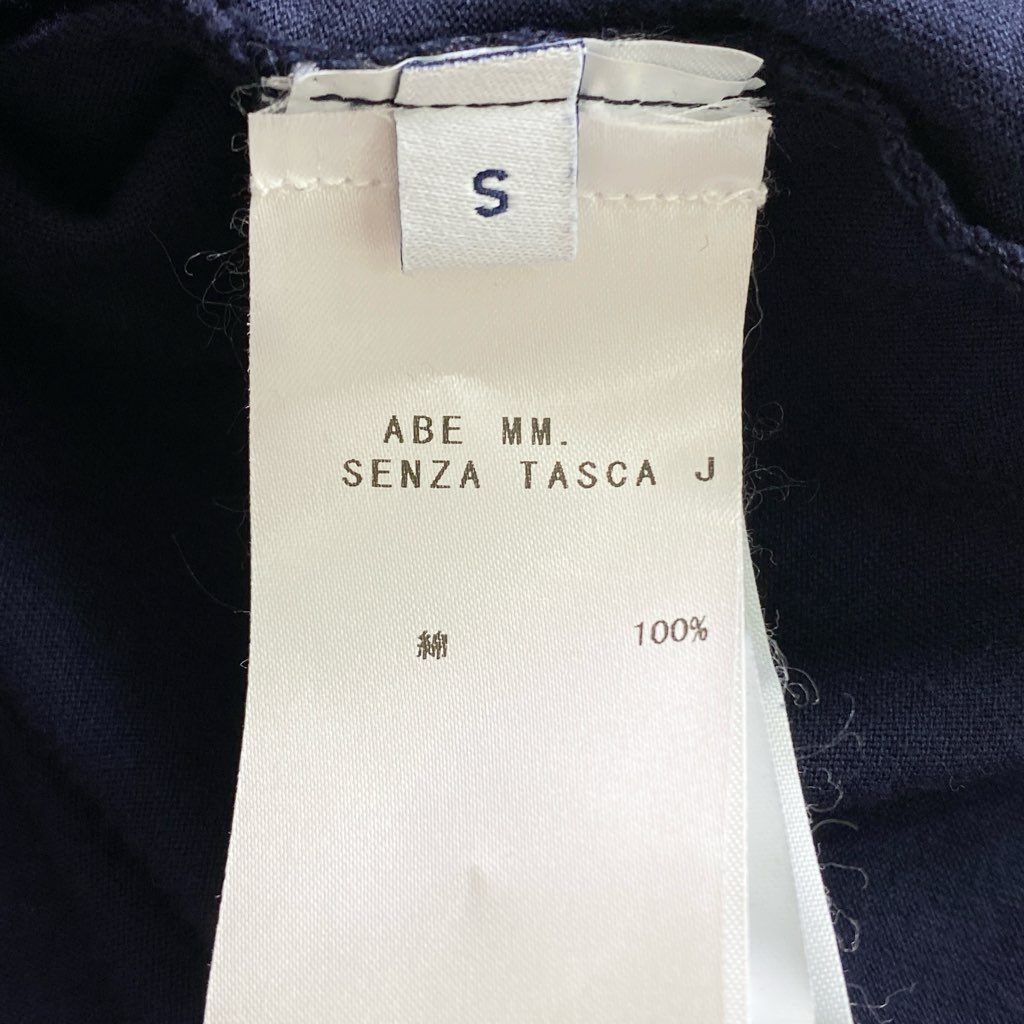 S
ABE MM.
SENZA TASCA J
綿 100%